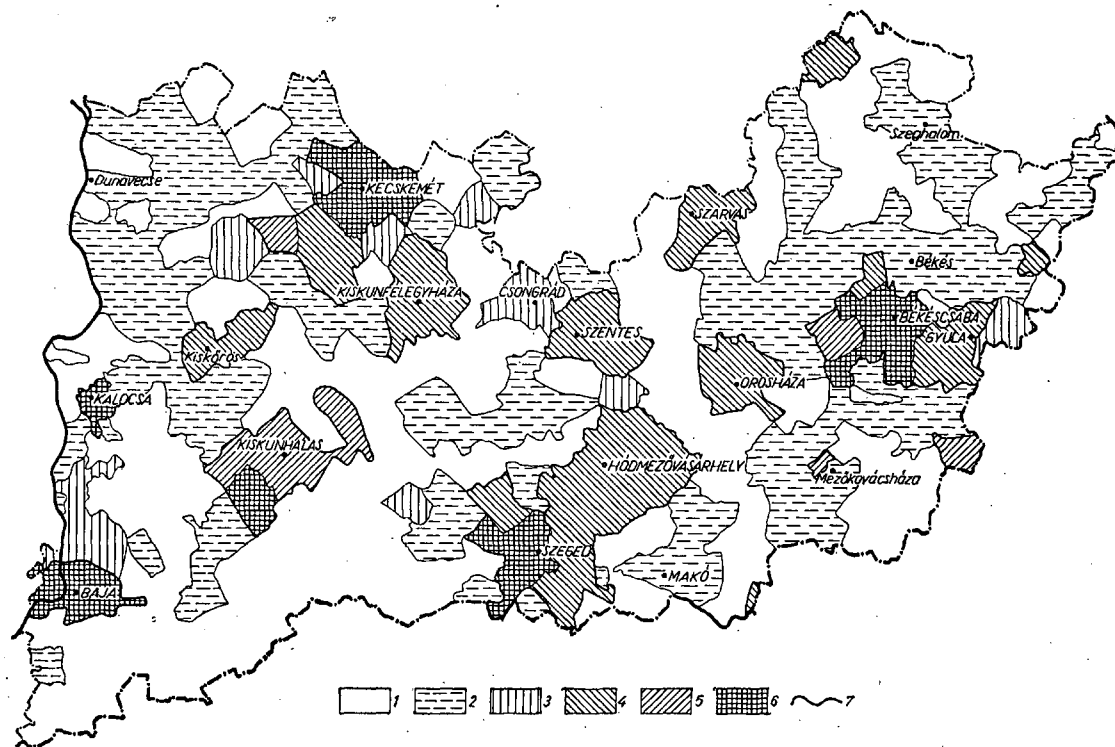 Szeghalom
Dunavecse
KECSKEMÉT
SZARVAS
Békés
KISKUNFÉLEGYHÁZA
CSONGRÁD
BÉKÉSCSABA
SZENTES
GYULA
Kiskőrös
OROSHÁZA
KALOCSA
KISKUNHALAS
HÓDMEZŐVÁSÁRHELY
Mezőkovácsháza
SZEGED
MAKÓ
BAJA
1 2 3 4 5 6 7